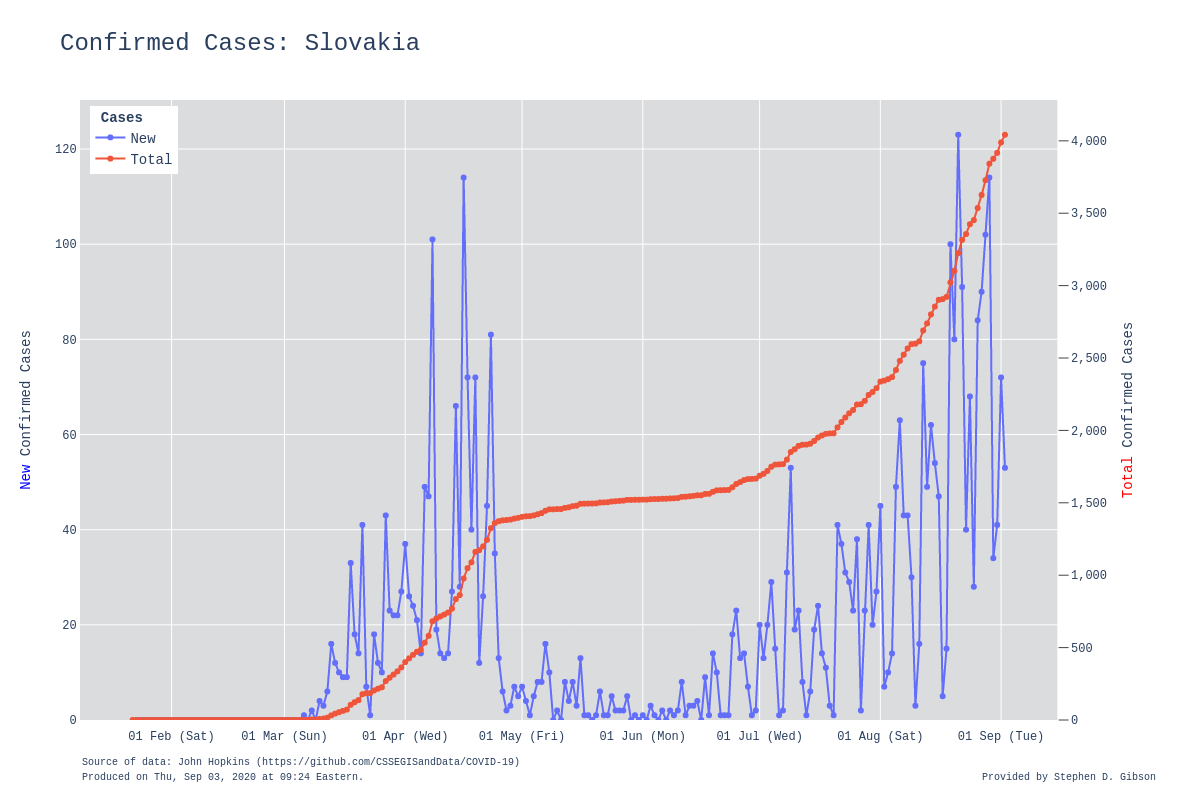 Confirmed Cases: Slovakia
Cases
New
Total
120
100
80
60
40
20
0
4,000
3,500
3,000
2,500
2,000
1,500
1,000
500
0
New Confirmed Cases
Total Confirmed Cases
01 Feb (Sat) 01 Mar (Sun) 01 Apr (Wed) 01 May (Fri) 01 Jun (Mon) 01 Jul (Wed) 01 Aug (Sat) 01 Sep (Tue)
Source of data: John Hopkins (https://github.com/CSSEGISandData/COVID-19)
Produced on Thu, Sep 03, 2020 at 09:24 Eastern.
Provided by Stephen D. Gibson